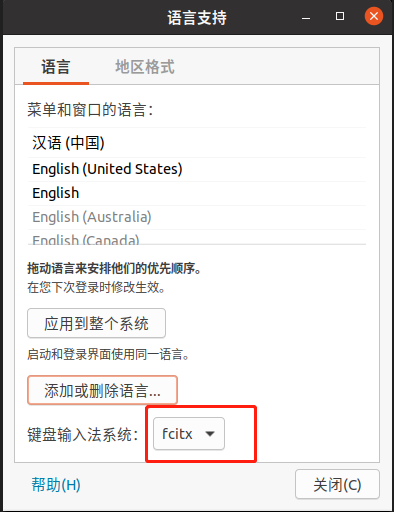 语言支持
语言 地区格式
菜单和窗口的语言：
汉语 (中国)
English (United States)
English
English (Australia)
English (Canada)
拖动语言来安排他们的优先顺序。
在您下次登录时修改生效。
应用到整个系统
启动和登录界面使用同一语言。
添加或删除语言...
键盘输入法系统： fcitx
帮助(H) 关闭(C)